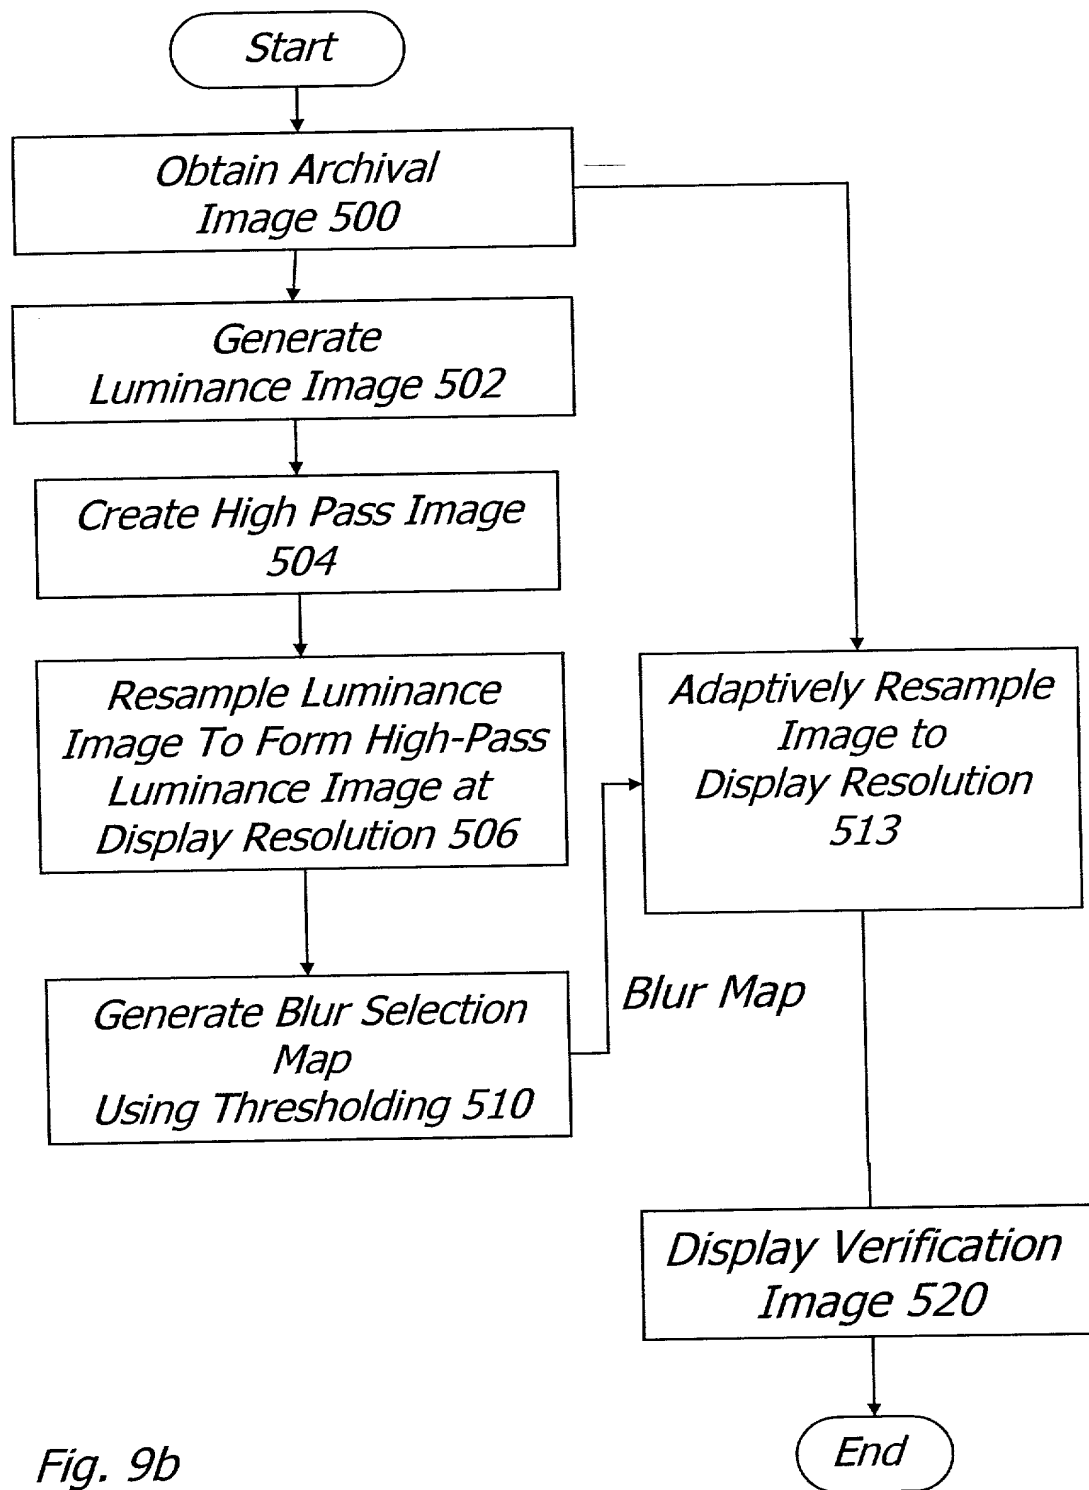 Start
Obtain Archival
Image 500
Generate
Luminance Image 502
Create High Pass Image
504
Resample Luminance
Image To Form High-Pass
Luminance Image at
Display Resolution 506
Generate Blur Selection
Map
Using Thresholding 510
Blur Map
Adaptively Resample
Image to
Display Resolution
513
Display Verification
Image 520
End
Fig. 9b